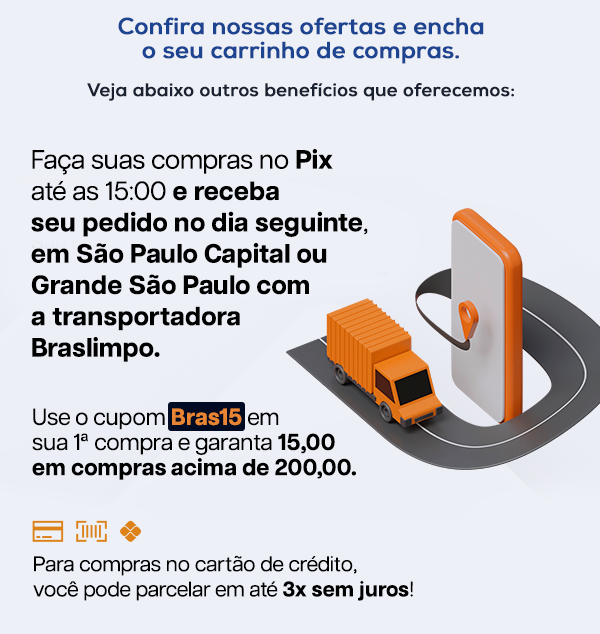 Confira nossas ofertas e encha
o seu carrinho de compras.
Veja abaixo outros benefícios que oferecemos:
Faça suas compras no Pix
até as 15:00 e receba
seu pedido no dia seguinte,
em São Paulo Capital ou
Grande São Paulo com
a transportadora
Braslimpo.
Use o cupom Bras15 em
sua 1ª compra e garanta 15,00
em compras acima de 200,00.
Para compras no cartão de crédito,
você pode parcelar em até 3x sem juros!